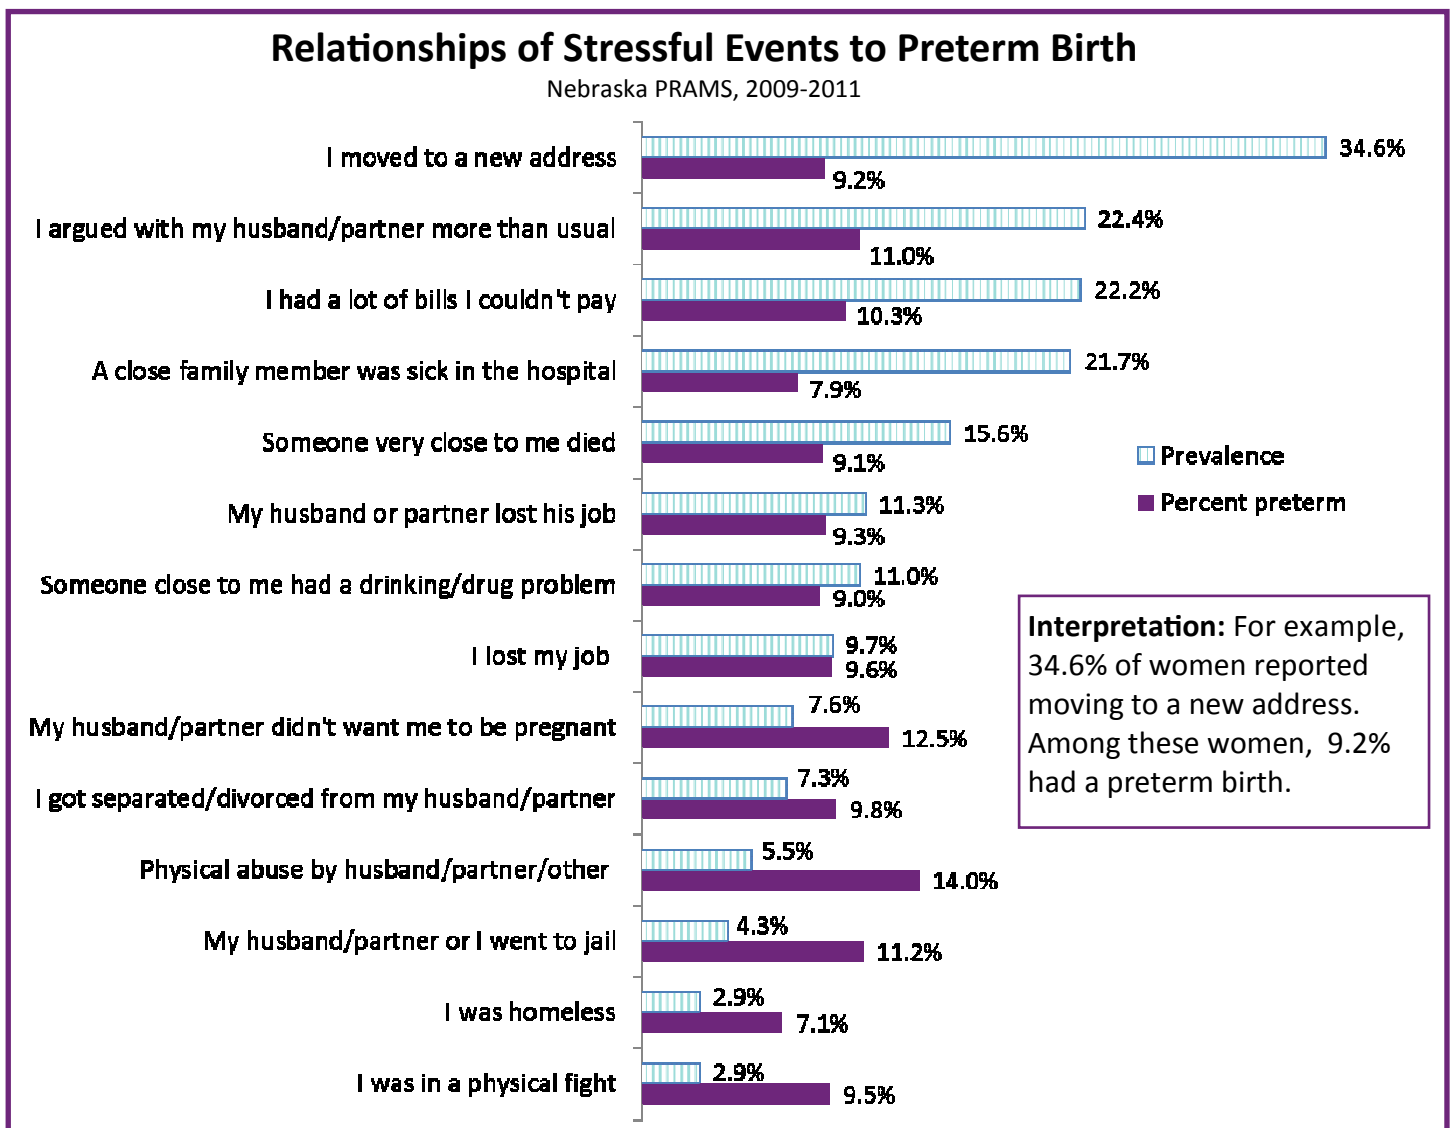 Relationships of Stressful Events to Preterm Birth
Nebraska PRAMS, 2009-2011
I moved to a new address
34.6%
9.2%
I argued with my husband/partner more than usual
22.4%
11.0%
I had a lot of bills I couldn't pay
22.2%
10.3%
A close family member was sick in the hospital
21.7%
7.9%
Someone very close to me died
15.6%
9.1%
My husband or partner lost his job
11.3%
9.3%
Someone close to me had a drinking/drug problem
11.0%
9.0%
I lost my job
9.7%
9.6%
My husband/partner didn't want me to be pregnant
7.6%
12.5%
I got separated/divorced from my husband/partner
7.3%
9.8%
Physical abuse by husband/partner/other
5.5%
14.0%
My husband/partner or I went to jail
4.3%
11.2%
I was homeless
2.9%
7.1%
I was in a physical fight
2.9%
9.5%
Prevalence
Percent preterm
Interpretation: For example,
34.6% of women reported
moving to a new address.
Among these women, 9.2%
had a preterm birth.